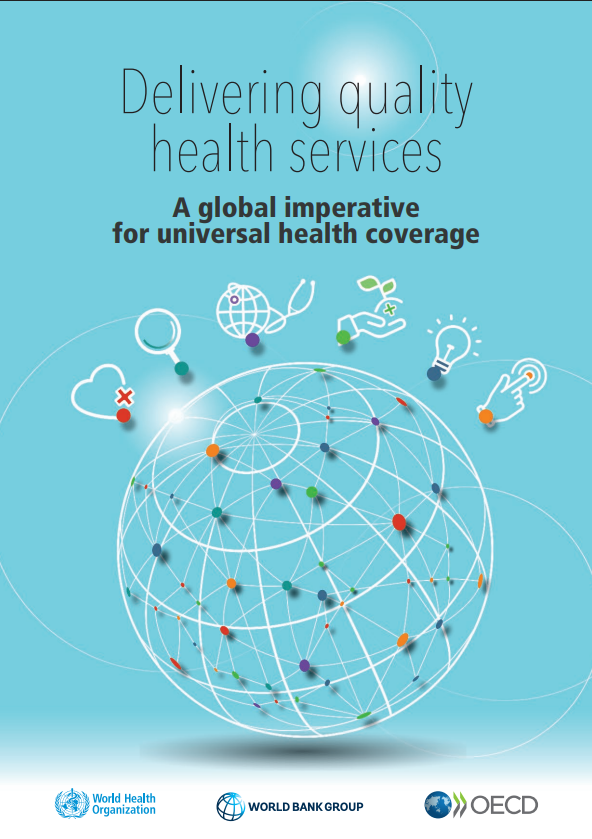 Delivering quality
health services
A global imperative
for universal health coverage
World Health
Organization
WORLD BANK GROUP
OECD